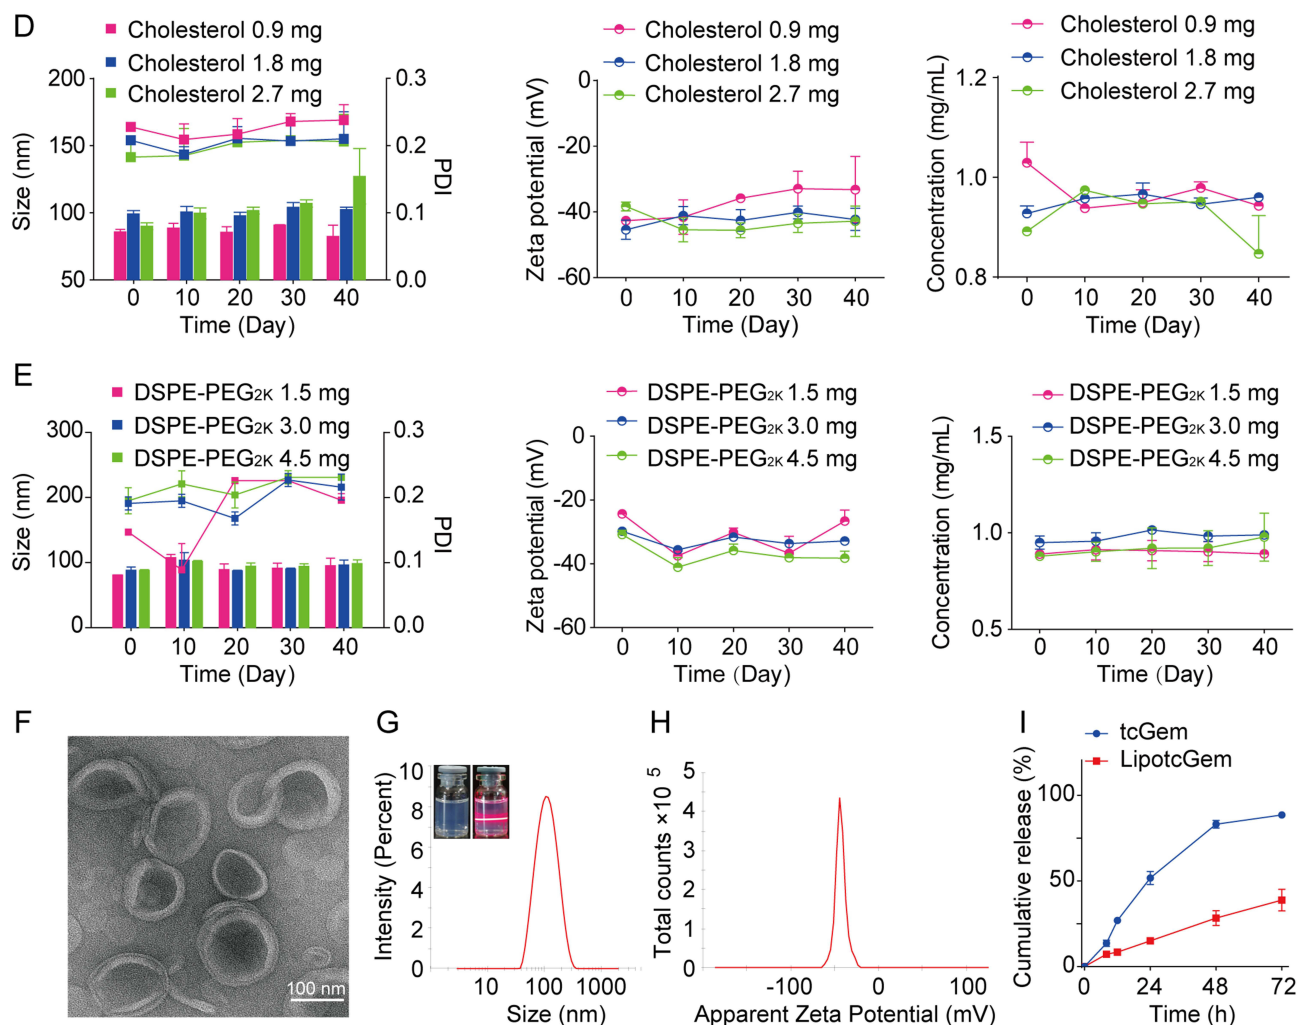 D
Cholesterol 0.9 mg
Cholesterol 1.8 mg
Cholesterol 2.7 mg
Size (nm)
200
150
100
50
PDI
0.3
0.2
0.1
0.0
0 10 20 30 40
Time (Day)
Cholesterol 0.9 mg
Cholesterol 1.8 mg
Cholesterol 2.7 mg
Zeta potential (mV)
0
-20
-40
-60
0 10 20 30 40
Time (Day)
Cholesterol 0.9 mg
Cholesterol 1.8 mg
Cholesterol 2.7 mg
Concentration (mg/mL)
1.2
1.0
0.8
0 10 20 30 40
Time (Day)
E
DSPE-PEG2K 1.5 mg
DSPE-PEG2K 3.0 mg
DSPE-PEG2K 4.5 mg
Size (nm)
300
200
100
0
PDI
0.3
0.2
0.1
0.0
0 10 20 30 40
Time (Day)
DSPE-PEG2K 1.5 mg
DSPE-PEG2K 3.0 mg
DSPE-PEG2K 4.5 mg
Zeta potential (mV)
0
-20
-40
-60
0 10 20 30 40
Time (Day)
DSPE-PEG2K 1.5 mg
DSPE-PEG2K 3.0 mg
DSPE-PEG2K 4.5 mg
Concentration (mg/mL)
1.5
1.0
0.5
0 10 20 30 40
Time (Day)
F
100 nm
G
Intensity (Percent)
10
8
6
4
2
0
10 100 1000
Size (nm)
H
Total counts ×10 5
5
4
3
2
1
0
-100 0 100
Apparent Zeta Potential (mV)
I
tcGem
LipotcGem
Cumulative release (%)
100
50
0
0 24 48 72
Time (h)